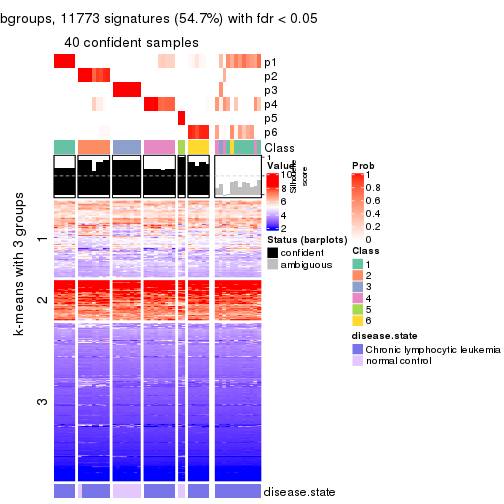 bgroups, 11773 signatures (54.7%) with fdr < 0.05
40 confident samples
p1
p2
p3
p4
p5
p6
Class
1
Silhouette
score
Value
10
8
6
4
2
Prob
1
0.8
0.6
0.4
0.2
0
Status (barplots)
confident
ambiguous
Class
1
2
3
4
5
6
disease.state
Chronic lymphocytic leukemia
normal control
k-means with 3 groups
1
2
3
disease.state